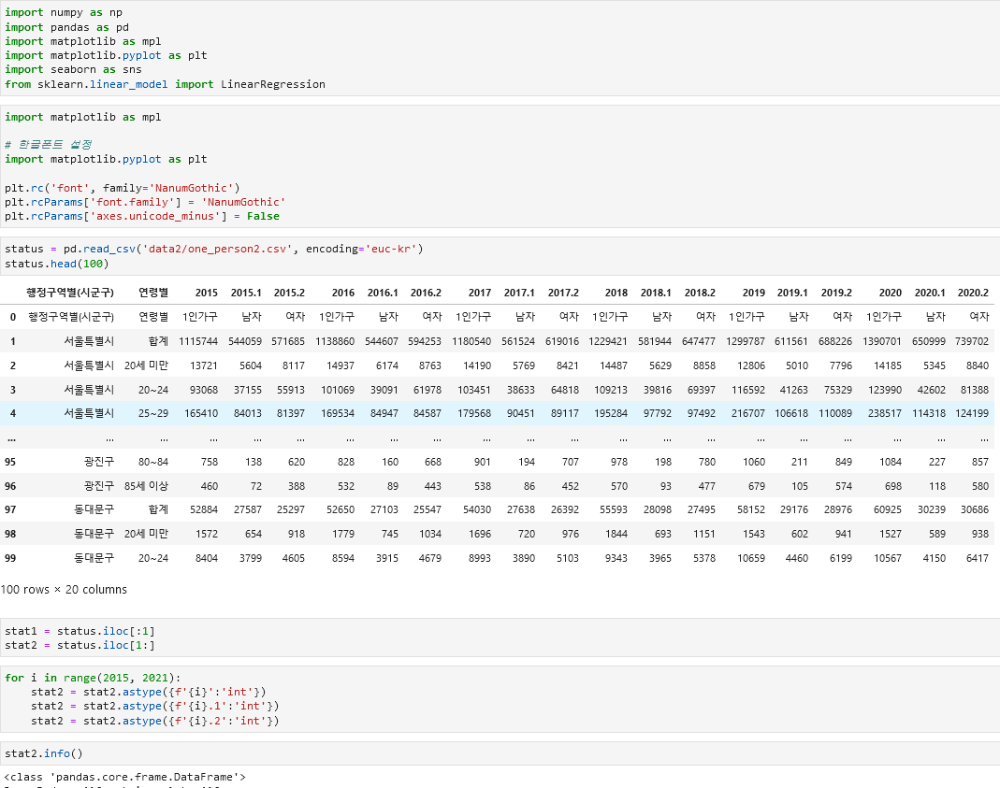 import numpy as np
import pandas as pd
import matplotlib as mpl
import matplotlib.pyplot as plt
import seaborn as sns
from sklearn.linear_model import LinearRegression
import matplotlib as mpl
# 한글폰트 설정
import matplotlib.pyplot as plt
plt.rc('font', family='NanumGothic')
plt.rcParams['font.family'] = 'NanumGothic'
plt.rcParams['axes.unicode_minus'] = False
status = pd.read_csv('data2/one_person2.csv', encoding='euc-kr')
status.head(100)
행정구역별(시군구) 연령별 2015 2015.1 2015.2 2016 2016.1 2016.2 2017 2017.1 2017.2 2018 2018.1 2018.2 2019 2019.1 2019.2 2020 2020.1 2020.2
0 행정구역별(시군구) 연령별 1인가구 남자 여자 1인가구 남자 여자 1인가구 남자 여자 1인가구 남자 여자 1인가구 남자 여자 1인가구 남자 여자
1 서울특별시 합계 1115744 544059 571685 1138860 544607 594253 1180540 561524 619016 1229421 581944 647477 1299787 611561 688226 1390701 650999 739702
2 서울특별시 20세 미만 13721 5604 8117 14937 6174 8763 14190 5769 8421 14487 5629 8858 12806 5010 7796 14185 5345 8840
3 서울특별시 20~24 93068 37155 55913 101069 39091 61978 103451 38633 64818 109213 39816 69397 116592 41263 75329 123990 42602 81388
4 서울특별시 25~29 165410 84013 81397 169534 84947 84587 179568 90451 89117 195284 97792 97492 216707 106618 110089 238517 114318 124199
... ... ... ... ... ... ... ... ... ... ... ... ... ... ... ... ... ... ... ... ...
95 광진구 80~84 758 138 620 828 160 668 901 194 707 978 198 780 1060 211 849 1084 227 857
96 광진구 85세 이상 460 72 388 532 89 443 538 86 452 570 93 477 679 105 574 698 118 580
97 동대문구 합계 52884 27587 25297 52650 27103 25547 54030 27638 26392 55593 28098 27495 58152 29176 28976 60925 30239 30686
98 동대문구 20세 미만 1572 654 918 1779 745 1034 1696 720 976 1844 693 1151 1543 602 941 1527 589 938
99 동대문구 20~24 8404 3799 4605 8594 3915 4679 8993 3890 5103 9343 3965 5378 10659 4460 6199 10567 4150 6417
100 rows × 20 columns
stat1 = status.iloc[:1]
stat2 = status.iloc[1:]
for i in range(2015, 2021):
    stat2 = stat2.astype({f'{i}':'int'})
    stat2 = stat2.astype({f'{i}.1':'int'})
    stat2 = stat2.astype({f'{i}.2':'int'})
stat2.info()
<class 'pandas.core.frame.DataFrame'>